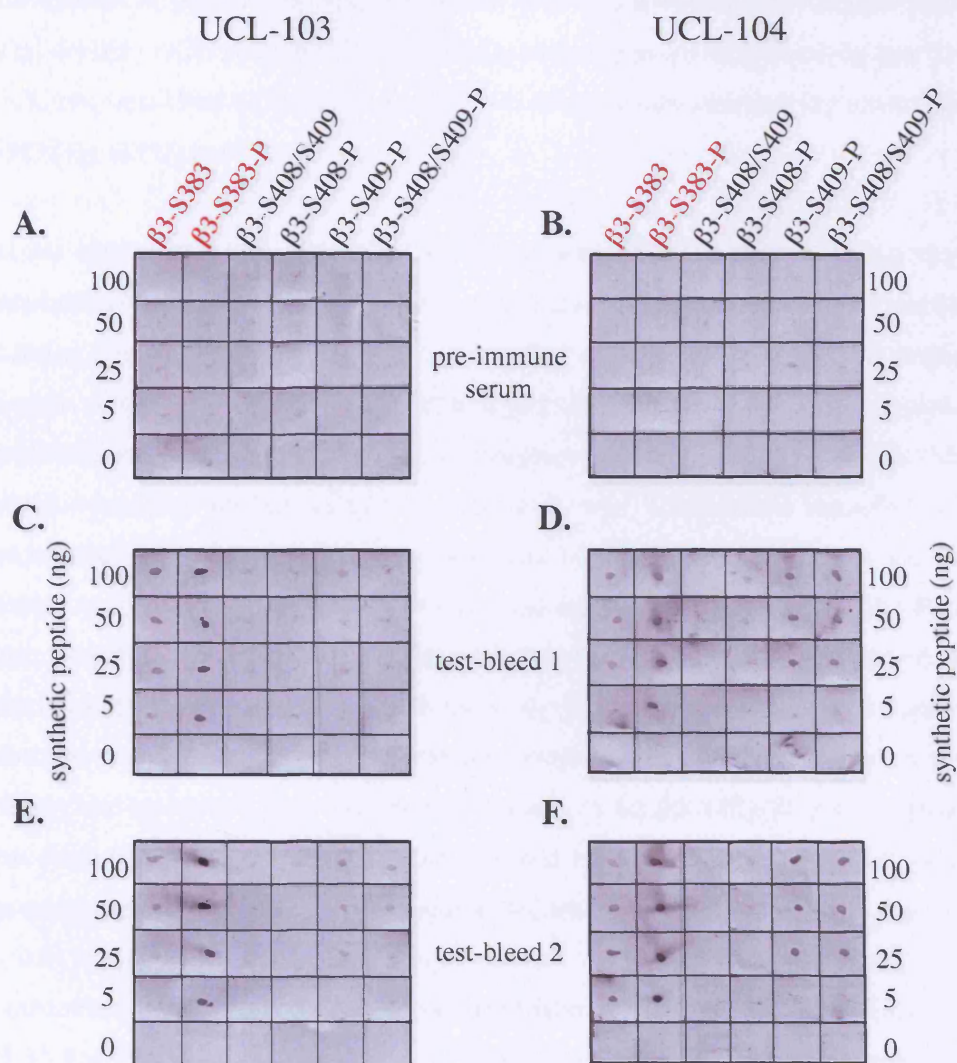 UCL-103
UCL-104
A.
β3-S383
β3-S383-P
β3-S408/S409
β3-S408-P
β3-S409-P
β3-S408/S409-P
B.
β3-S383
β3-S383-P
β3-S408/S409
β3-S408-P
β3-S409-P
β3-S408/S409-P
100
50
25
5
0
pre-immune
serum
100
50
25
5
0
C.
D.
synthetic peptide (ng)
100
50
25
5
0
test-bleed 1
100
50
25
5
0
synthetic peptide (ng)
E.
F.
100
50
25
5
0
test-bleed 2
100
50
25
5
0